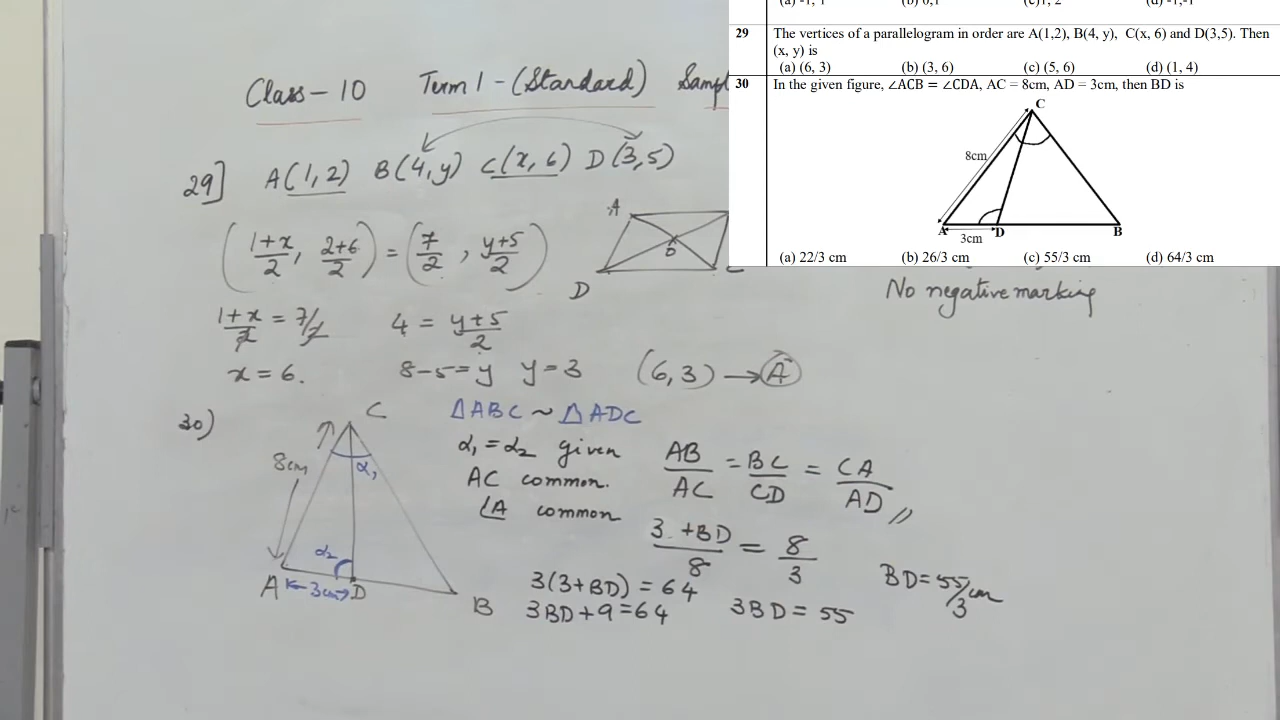 (a) -1, 1 (b) 0,1 (c) 1, 2 (d) -1,-1
29 The vertices of a parallelogram in order are A(1,2), B(4, y), C(x, 6) and D(3,5). Then
(x, y) is
(a) (6, 3) (b) (3, 6) (c) (5, 6) (d) (1, 4)
30 In the given figure, ∠ACB = ∠CDA, AC = 8cm, AD = 3cm, then BD is
C
8cm
A D B
3cm
(a) 22/3 cm (b) 26/3 cm (c) 55/3 cm (d) 64/3 cm
Class-10 Term 1-(Standard) Sampl
29] A(1,2) B(4,y) C(x,6) D(3,5)
(1+x/2, 2+6/2) = (7/2, y+5/2)
A
O
D
No negative marking
1+x/2 = 7/2 4 = y+5/2
x = 6. 8-5=y y=3 (6,3) → A
30) C △ABC ~ △ADC
α₁ = α₂ given AB/AC = BC/CD = CA/AD //
8cm α₁ AC common.
∠A common
3+BD/8 = 8/3
α₂
A 3cm D B
3(3+BD) = 64 BD = 55/3 cm
3BD+9=64 3BD = 55